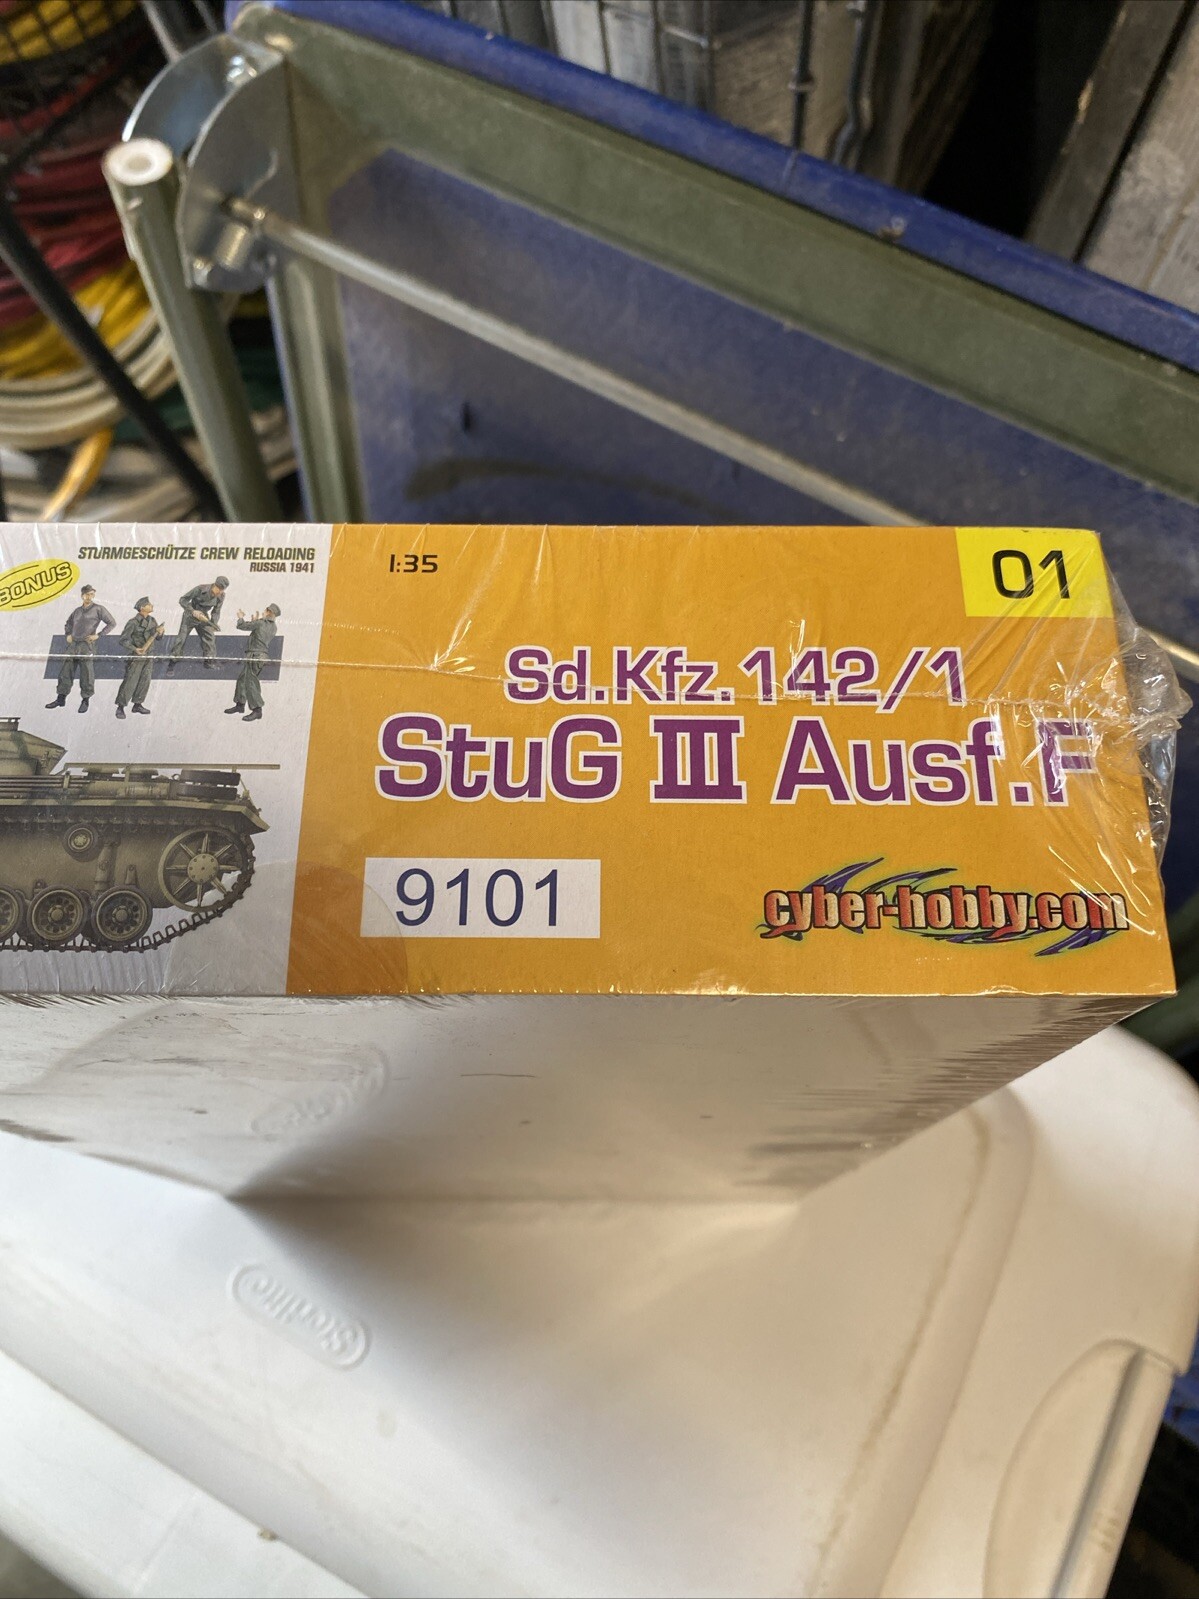 BONUS
STURMGESCHÜTZE CREW RELOADING
RUSSIA 1941
1:35
01
Sd.Kfz.142/1
StuG III Ausf.F
9101
cyber-hobby.com
Sterilite